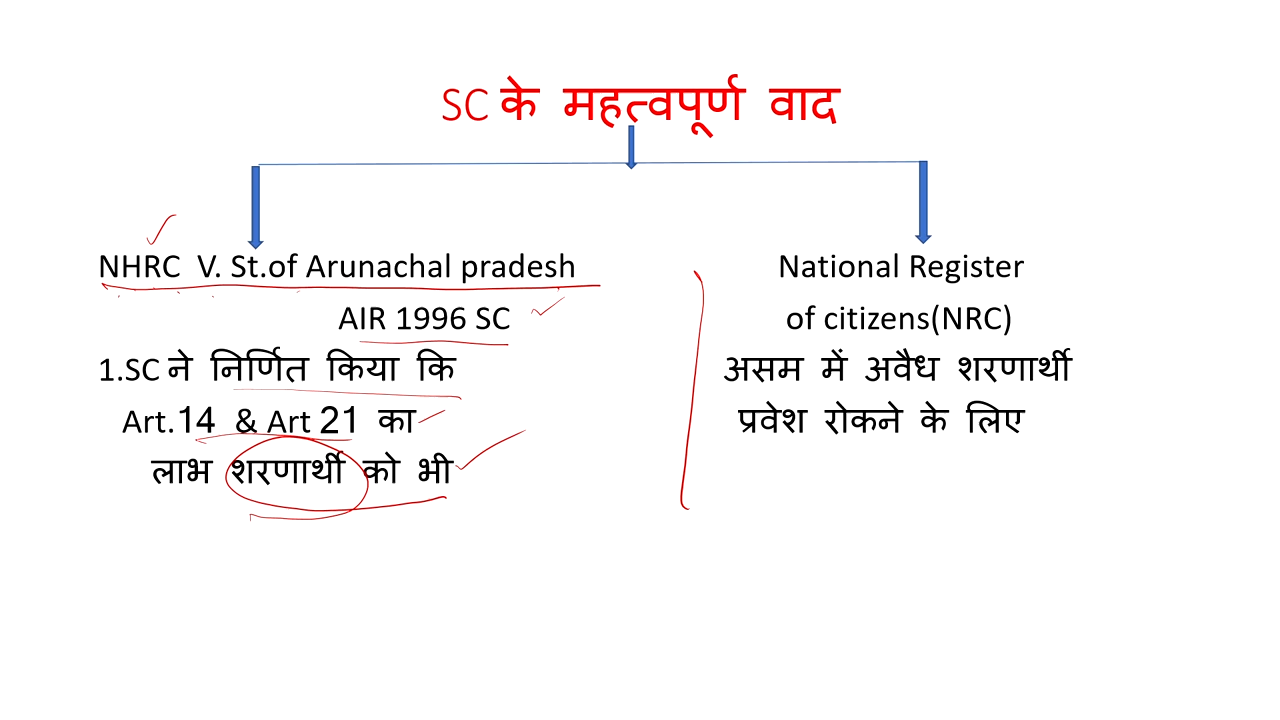 SC के महत्वपूर्ण वाद
NHRC V. St.of Arunachal pradesh
AIR 1996 SC
1.SC ने निर्णित किया कि
Art.14 & Art 21 का
लाभ शरणार्थी को भी
National Register
of citizens(NRC)
असम में अवैध शरणार्थी
प्रवेश रोकने के लिए